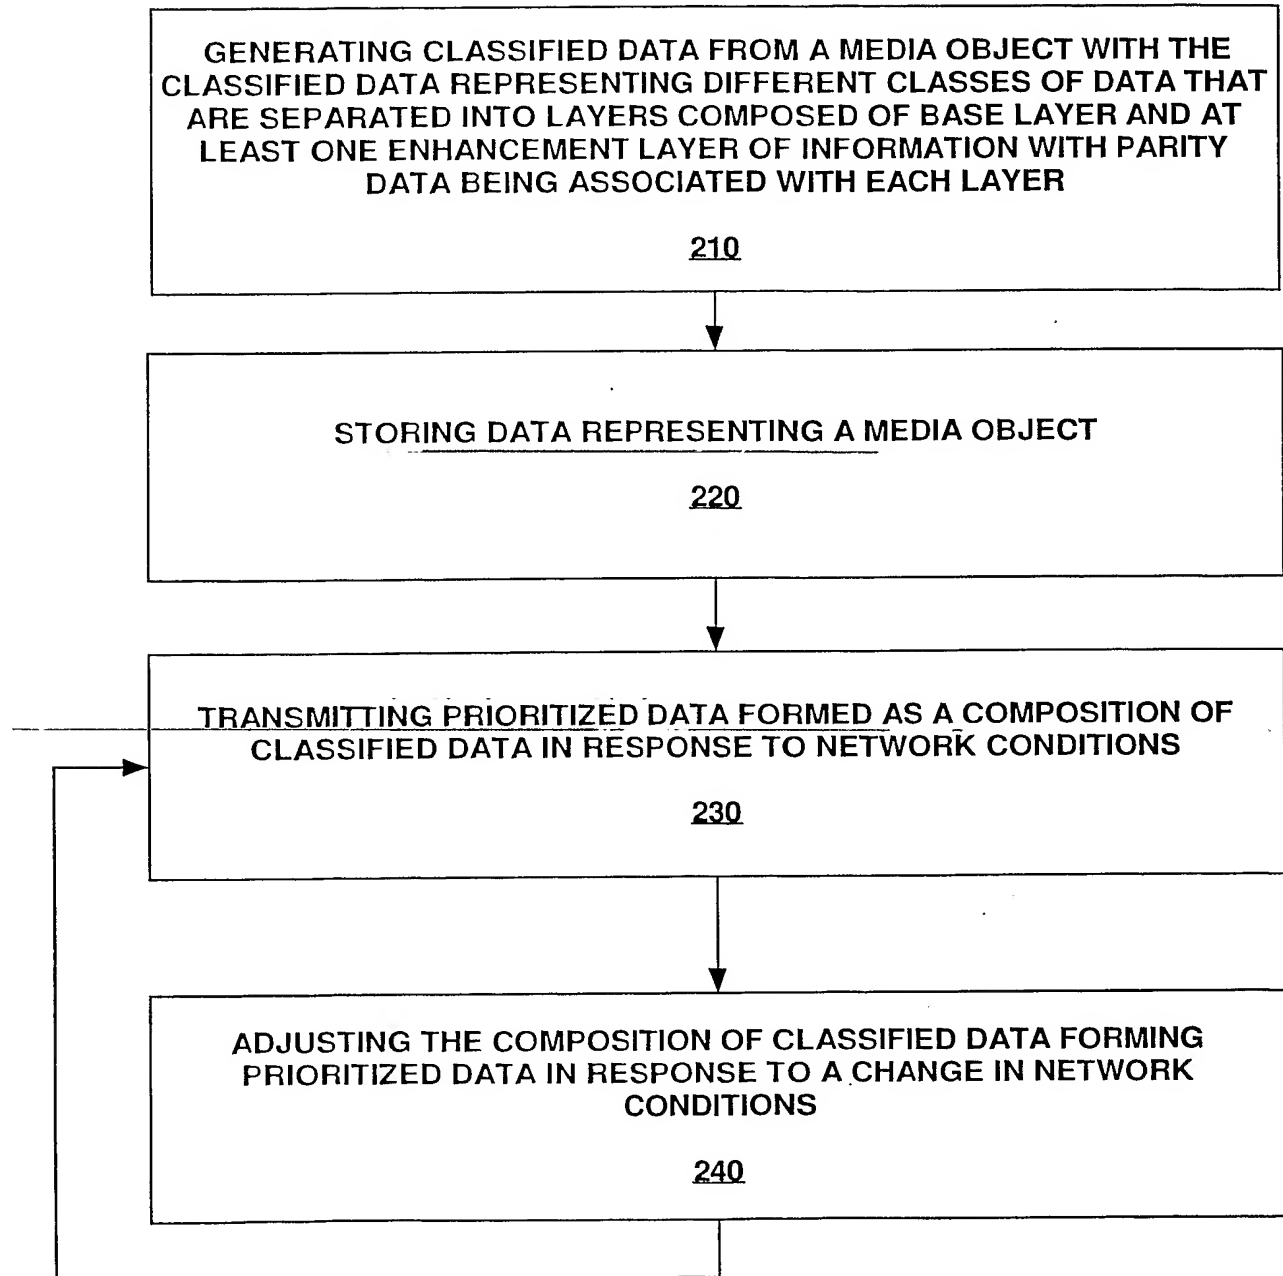 GENERATING CLASSIFIED DATA FROM A MEDIA OBJECT WITH THE
CLASSIFIED DATA REPRESENTING DIFFERENT CLASSES OF DATA THAT
ARE SEPARATED INTO LAYERS COMPOSED OF BASE LAYER AND AT
LEAST ONE ENHANCEMENT LAYER OF INFORMATION WITH PARITY
DATA BEING ASSOCIATED WITH EACH LAYER
210
STORING DATA REPRESENTING A MEDIA OBJECT
220
TRANSMITTING PRIORITIZED DATA FORMED AS A COMPOSITION OF
CLASSIFIED DATA IN RESPONSE TO NETWORK CONDITIONS
230
ADJUSTING THE COMPOSITION OF CLASSIFIED DATA FORMING
PRIORITIZED DATA IN RESPONSE TO A CHANGE IN NETWORK
CONDITIONS
240